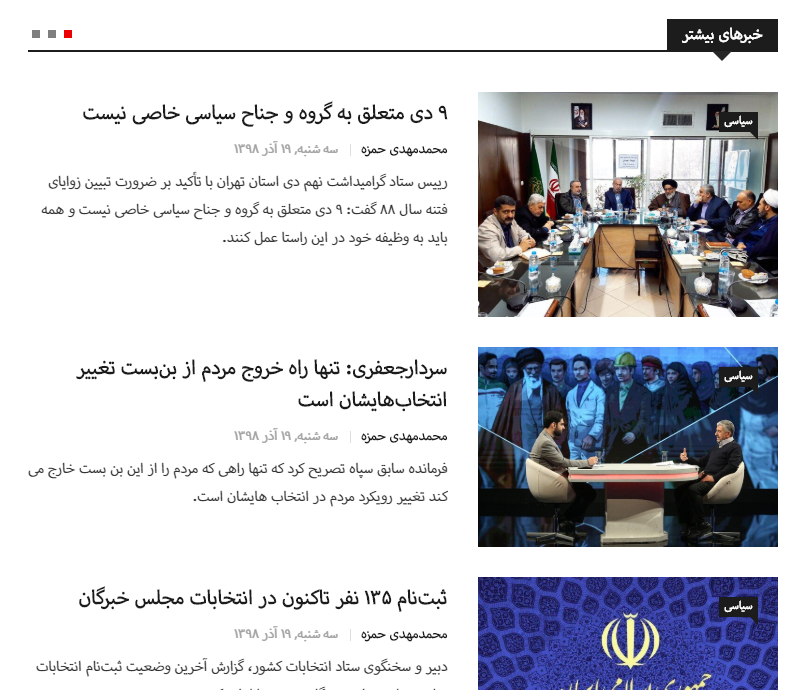 خبرهای بیشتر
سیاسی
۹ دی متعلق به گروه و جناح سیاسی خاصی نیست
محمدمهدی حمزه | سه شنبه, ۱۹ آذر ۱۳۹۸
رییس ستاد گرامیداشت نهم دی استان تهران با تأکید بر ضرورت تبیین زوایای
فتنه سال ۸۸ گفت: ۹ دی متعلق به گروه و جناح سیاسی خاصی نیست و همه
باید به وظیفه خود در این راستا عمل کنند.
سیاسی
سردارجعفری: تنها راه خروج مردم از بن‌بست تغییر
انتخاب‌هایشان است
محمدمهدی حمزه | سه شنبه, ۱۹ آذر ۱۳۹۸
فرمانده سابق سپاه تصریح کرد که تنها راهی که مردم را از این بن بست خارج می
کند تغییر رویکرد مردم در انتخاب هایشان است.
سیاسی
ثبت‌نام ۱۳۵ نفر تاکنون در انتخابات مجلس خبرگان
محمدمهدی حمزه | سه شنبه, ۱۹ آذر ۱۳۹۸
دبیر و سخنگوی ستاد انتخابات کشور، گزارش آخرین وضعیت ثبت‌نام انتخابات